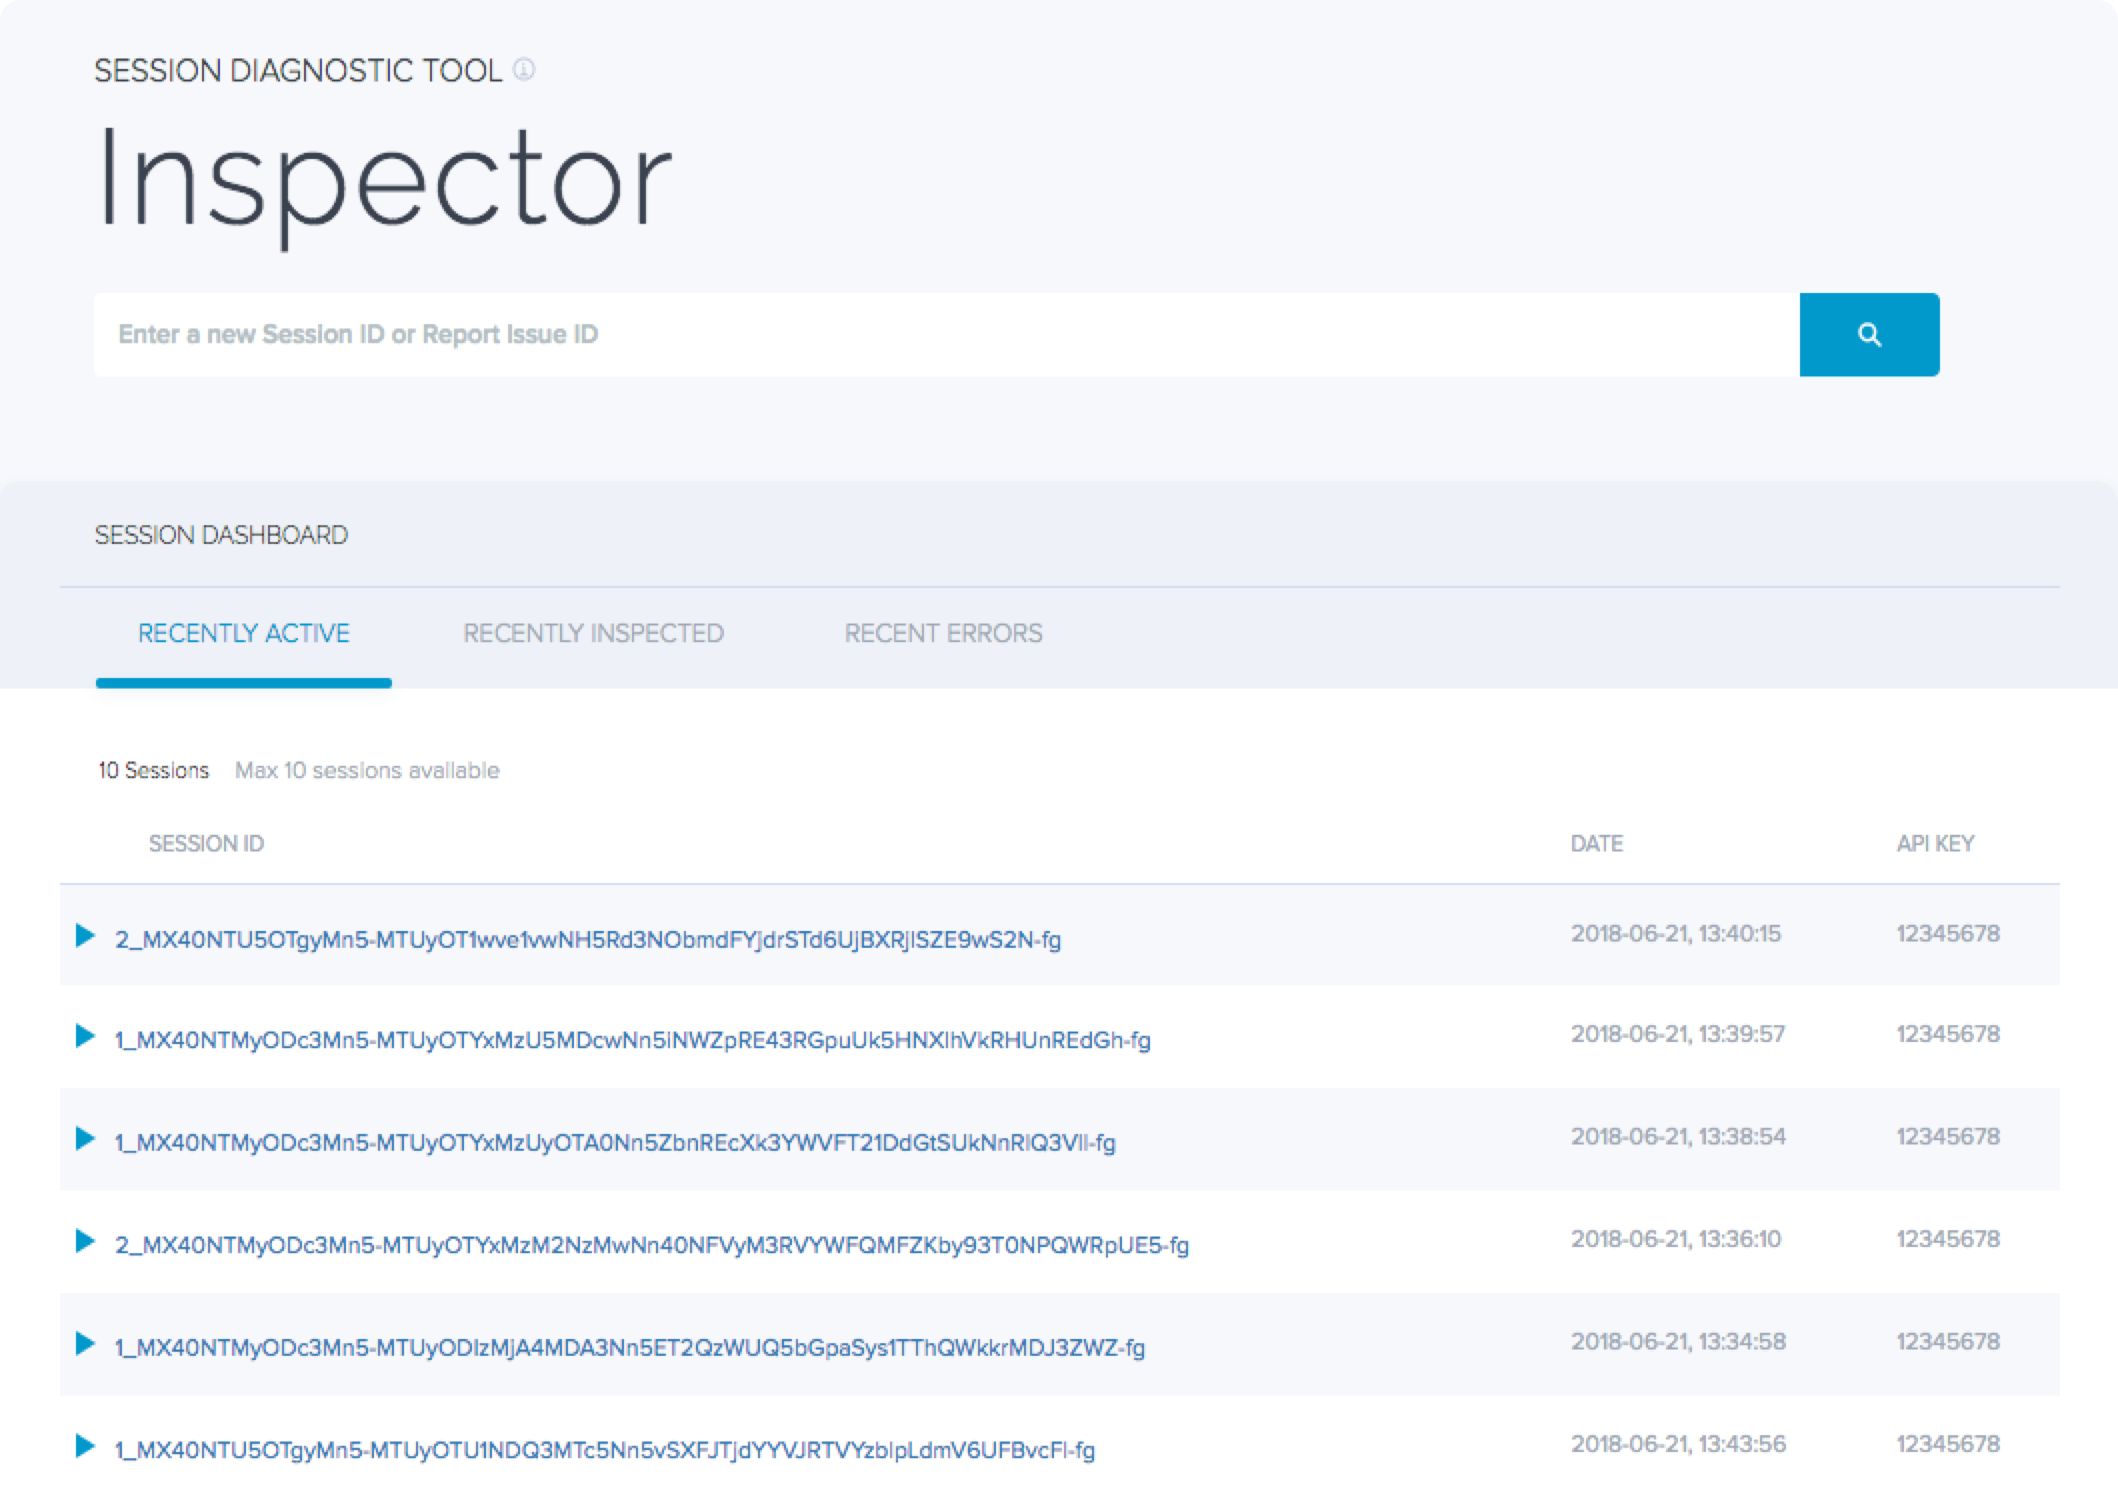 SESSION DIAGNOSTIC TOOL
Inspector
Enter a new Session ID or Report Issue ID
SESSION DASHBOARD
RECENTLY ACTIVE RECENTLY INSPECTED RECENT ERRORS
10 Sessions Max 10 sessions available
SESSION ID DATE API KEY
2_MX40NTU5OTgyMn5-MTUyOT1wve1vwNH5Rd3NObmdFYjdrSTd6UjBXRjlSZE9wS2N-fg 2018-06-21, 13:40:15 12345678
1_MX40NTMyODc3Mn5-MTUyOTYxMzU5MDcwNn5iNWZpRE43RGpuUk5HNXlhVkRHUnREdGh-fg 2018-06-21, 13:39:57 12345678
1_MX40NTMyODc3Mn5-MTUyOTYxMzUyOTA0Nn5ZbnREcXk3YWVFT21DdGtSUkNnRlQ3Vll-fg 2018-06-21, 13:38:54 12345678
2_MX40NTMyODc3Mn5-MTUyOTYxMzM2NzMwNn40NFVyM3RVYWFQMFZKby93T0NPQWRpUE5-fg 2018-06-21, 13:36:10 12345678
1_MX40NTMyODc3Mn5-MTUyODIzMjA4MDA3Nn5ET2QzWUQ5bGpaSys1TThQWkkrMDJ3ZWZ-fg 2018-06-21, 13:34:58 12345678
1_MX40NTU5OTgyMn5-MTUyOTU1NDQ3MTc5Nn5vSXFJTjdYYVJRTVYzblpLdmV6UFBvcFl-fg 2018-06-21, 13:43:56 12345678